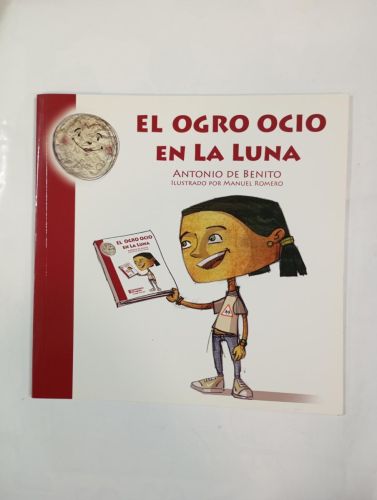 EL OGRO OCIO
EN LA LUNA
ANTONIO DE BENITO
ILUSTRADO POR MANUEL ROMERO
EL OGRO OCIO
EN LA LUNA